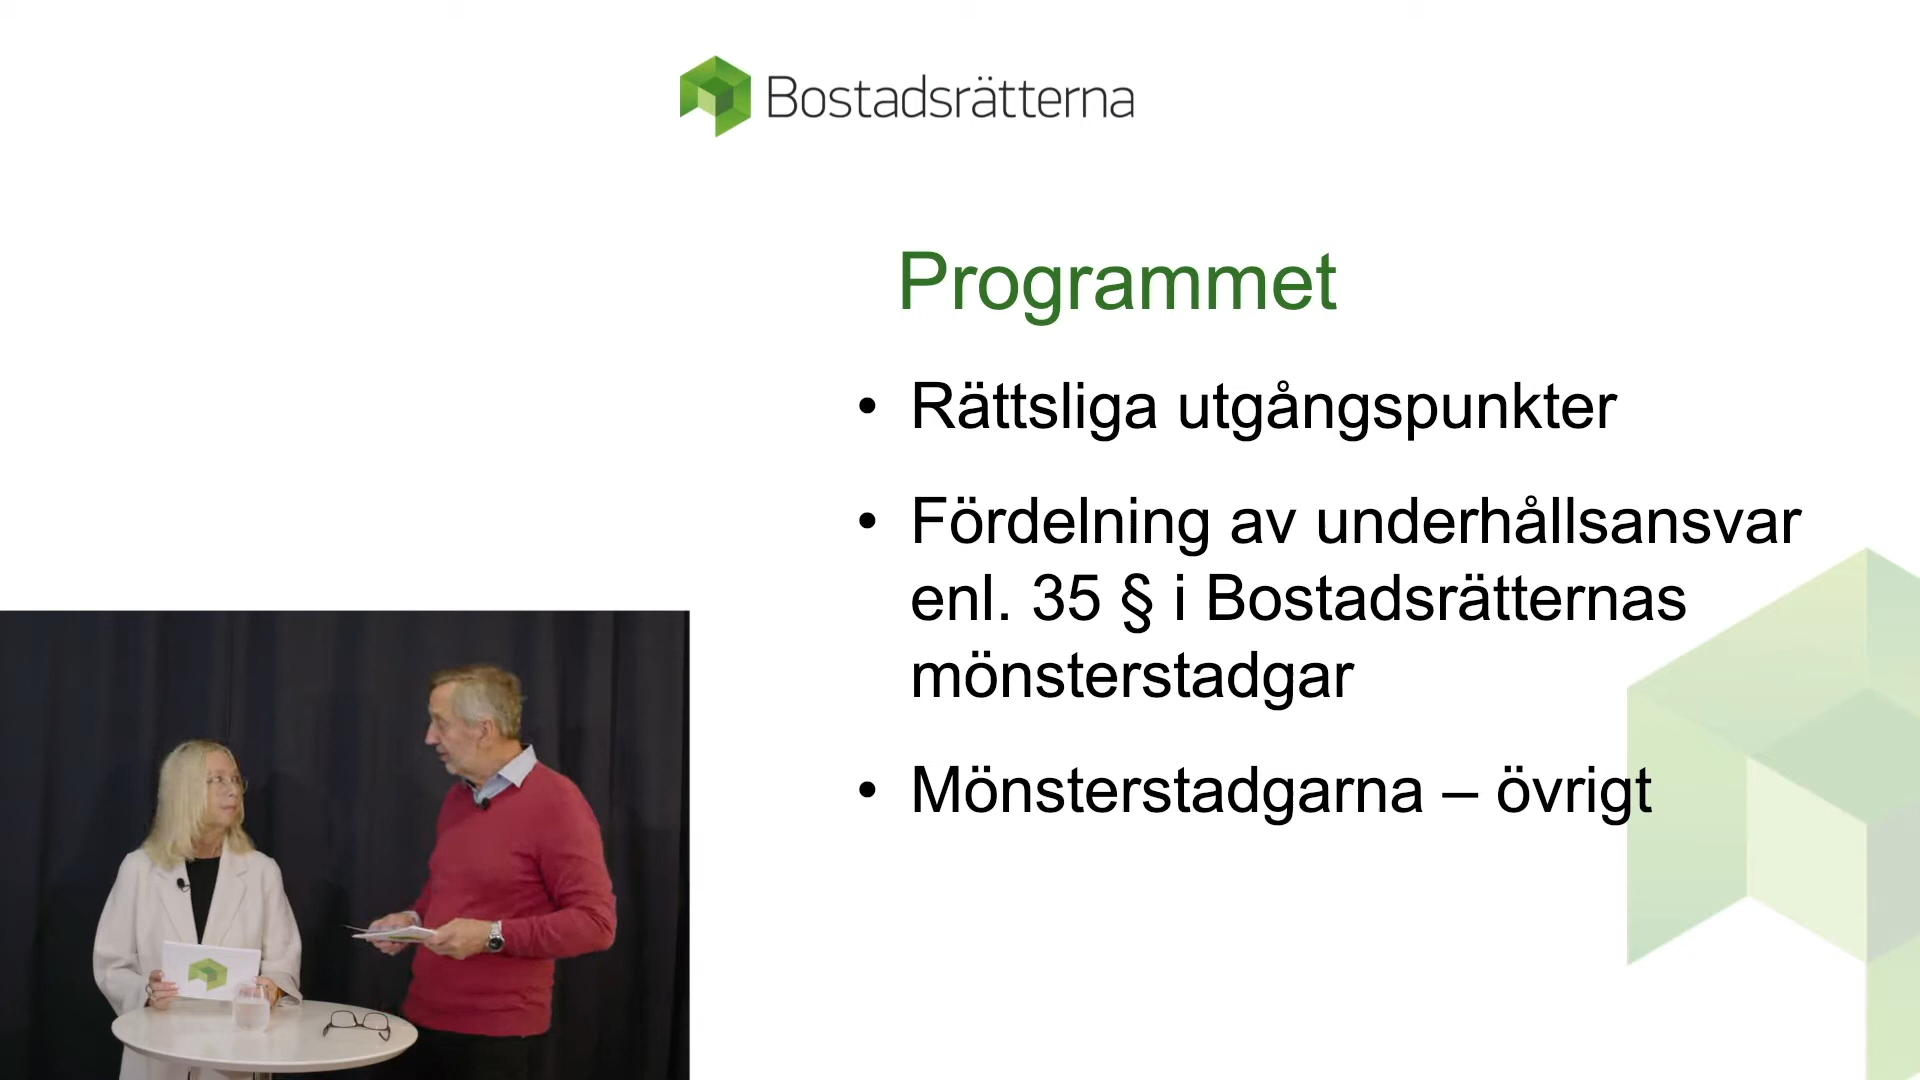 Bostadsrätterna
Programmet
• Rättsliga utgångspunkter
• Fördelning av underhållsansvar
enl. 35 § i Bostadsrätternas
mönsterstadgar
• Mönsterstadgarna – övrigt